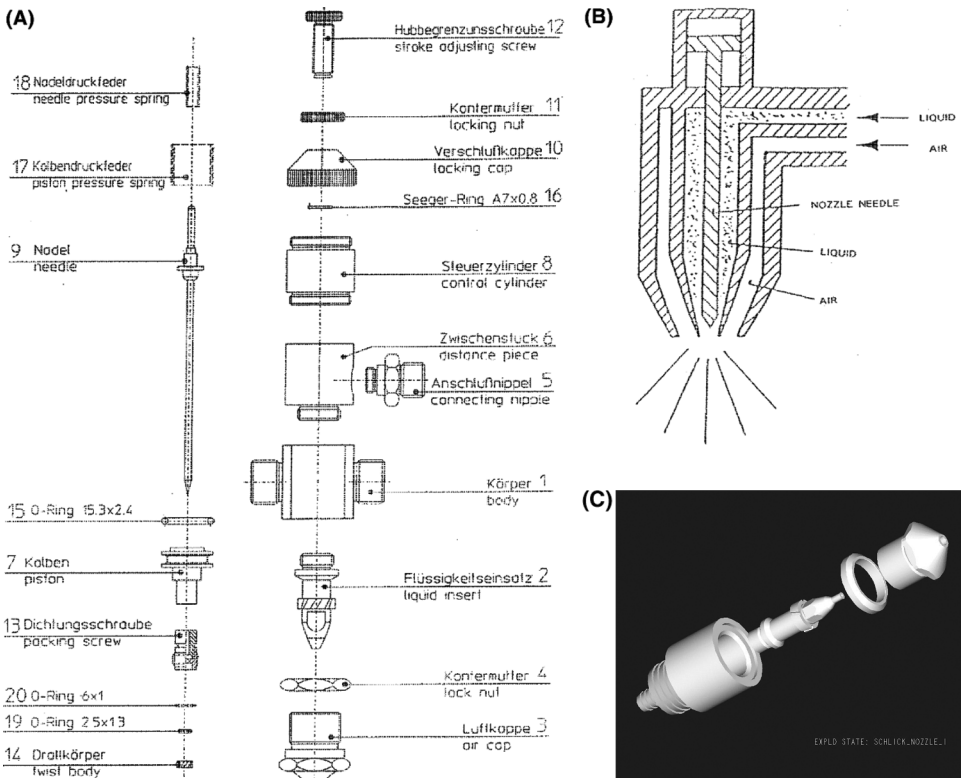 (A)
18 Nadeldruckfeder
needle pressure spring
17 Kolbendruckfeder
piston pressure spring
9 Nadel
needle
15 O-Ring 15.3x2.4
7 Kolben
piston
13 Dichtungsschraube
packing screw
20 O-Ring 6x1
19 O-Ring 2.5x1.3
14 Drallkörper
twist body
Hubbegrenzunsschraube 12
stroke adjusting screw
Kontermutter 11
locking nut
Verschlußkappe 10
locking cap
Seeger-Ring A7x0.8 16
Steuerzylinder 8
control cylinder
Zwischenstuck 6
distance piece
Anschlußnippel 5
connecting nipple
Körper 1
body
Flüssigkeitseinsatz 2
liquid insert
Kontermutter 4
lock nut
Luftkappe 3
air cap
(B)
LIQUID
AIR
NOZZLE NEEDLE
LIQUID
AIR
(C)
EXPLD STATE: SCHLICK_NOZZLE_1